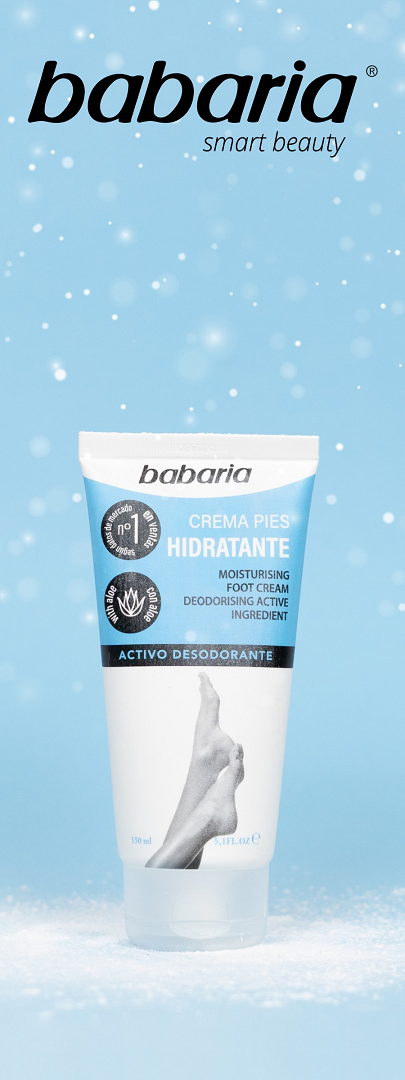 babaria®
smart beauty
babaria
nº1
en ventas
según datos de mercado
CREMA PIES
HIDRATANTE
with aloe
con aloe
MOISTURISING
FOOT CREAM
DEODORISING ACTIVE
INGREDIENT
ACTIVO DESODORANTE
150 ml
5,1FL.OZ ℮